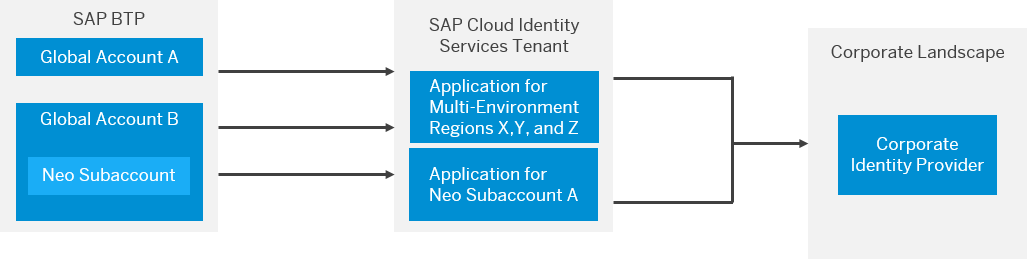 SAP BTP
Global Account A
Global Account B
Neo Subaccount
SAP Cloud Identity
Services Tenant
Application for
Multi-Environment
Regions X,Y, and Z
Application for
Neo Subaccount A
Corporate Landscape
Corporate
Identity Provider